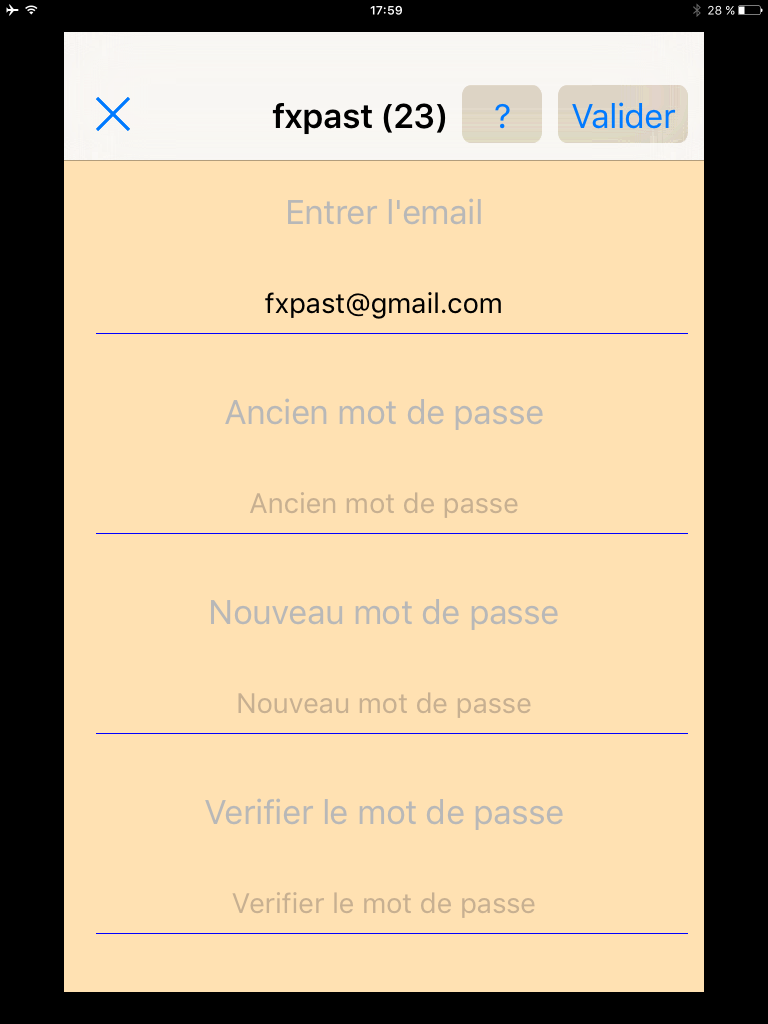 17:59
28 %
fxpast (23)
?
Valider
Entrer l'email
fxpast@gmail.com
Ancien mot de passe
Ancien mot de passe
Nouveau mot de passe
Nouveau mot de passe
Verifier le mot de passe
Verifier le mot de passe